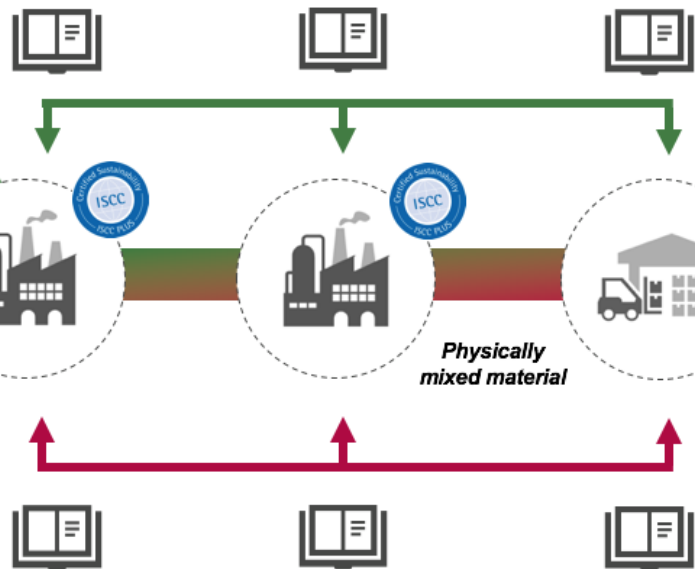 Certified Sustainability
ISCC
ISCC PLUS
Certified Sustainability
ISCC
ISCC PLUS
Physically
mixed material